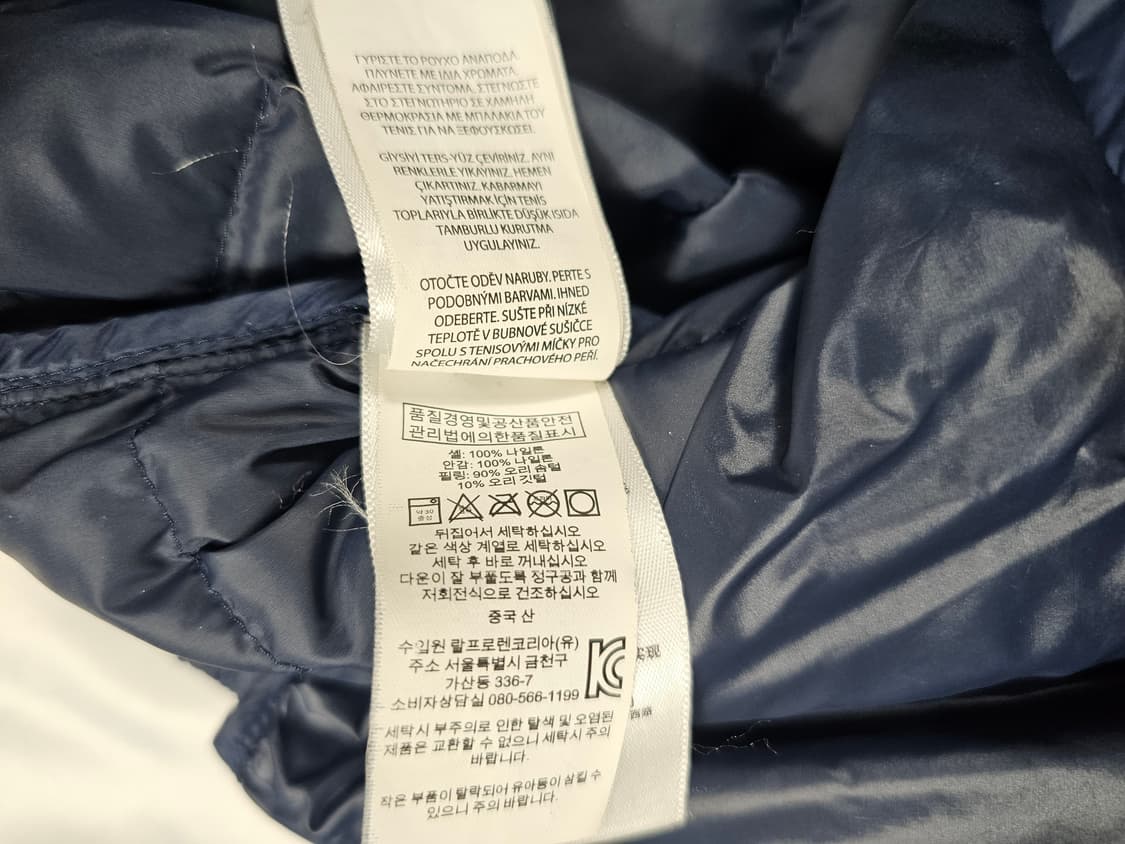 ΓΥΡΙΣΤΕ ΤΟ ΡΟΥΧΟ ΑΝΑΠΟΔΑ.
ΠΛΥΝΕΤΕ ΜΕ ΙΔΙΑ ΧΡΩΜΑΤΑ.
ΑΦΑΙΡΕΣΤΕ ΣΥΝΤΟΜΑ. ΣΤΕΓΝΩΣΤΕ
ΣΤΟ ΣΤΕΓΝΩΤΗΡΙΟ ΣΕ ΧΑΜΗΛΗ
ΘΕΡΜΟΚΡΑΣΙΑ ΜΕ ΜΠΑΛΑΚΙΑ ΤΟΥ
ΤΕΝΙΣ ΓΙΑ ΝΑ ΞΕΦΟΥΣΚΩΣΕΙ.
GİYSİYİ TERS-YÜZ ÇEVİRİNİZ. AYNI
RENKLERLE YIKAYINIZ. HEMEN
ÇIKARTINIZ. KABARMAYI
YATIŞTIRMAK İÇİN TENİS
TOPLARIYLA BİRLİKTE DÜŞÜK ISIDA
TAMBURLU KURUTMA
UYGULAYINIZ.
OTOČTE ODĚV NARUBY. PERTE S
PODOBNÝMI BARVAMI. IHNED
ODEBERTE. SUŠTE PŘI NÍZKÉ
TEPLOTĚ V BUBNOVÉ SUŠIČCE
SPOLU S TENISOVÝMI MÍČKY PRO
NAČECHRÁNÍ PRACHOVÉHO PEŘÍ.
품질경영및공산품안전
관리법에의한품질표시
쉘: 100% 나일론
안감: 100% 나일론
필링: 90% 오리 솜털
10% 오리 깃털
약 30
중성
뒤집어서 세탁하십시오
같은 색상 계열로 세탁하십시오
세탁 후 바로 꺼내십시오
다운이 잘 부풀도록 정구공과 함께
저회전식으로 건조하십시오
중국 산
수입원 랄프로렌코리아(유)
주소 서울특별시 금천구
가산동 336-7
소비자상담실 080-566-1199
세탁시 부주의로 인한 탈색 및 오염된
제품은 교환할 수 없으니 세탁시 주의
바랍니다.
작은 부품이 탈락되어 유아동이 삼킬 수
있으니 주의 바랍니다.